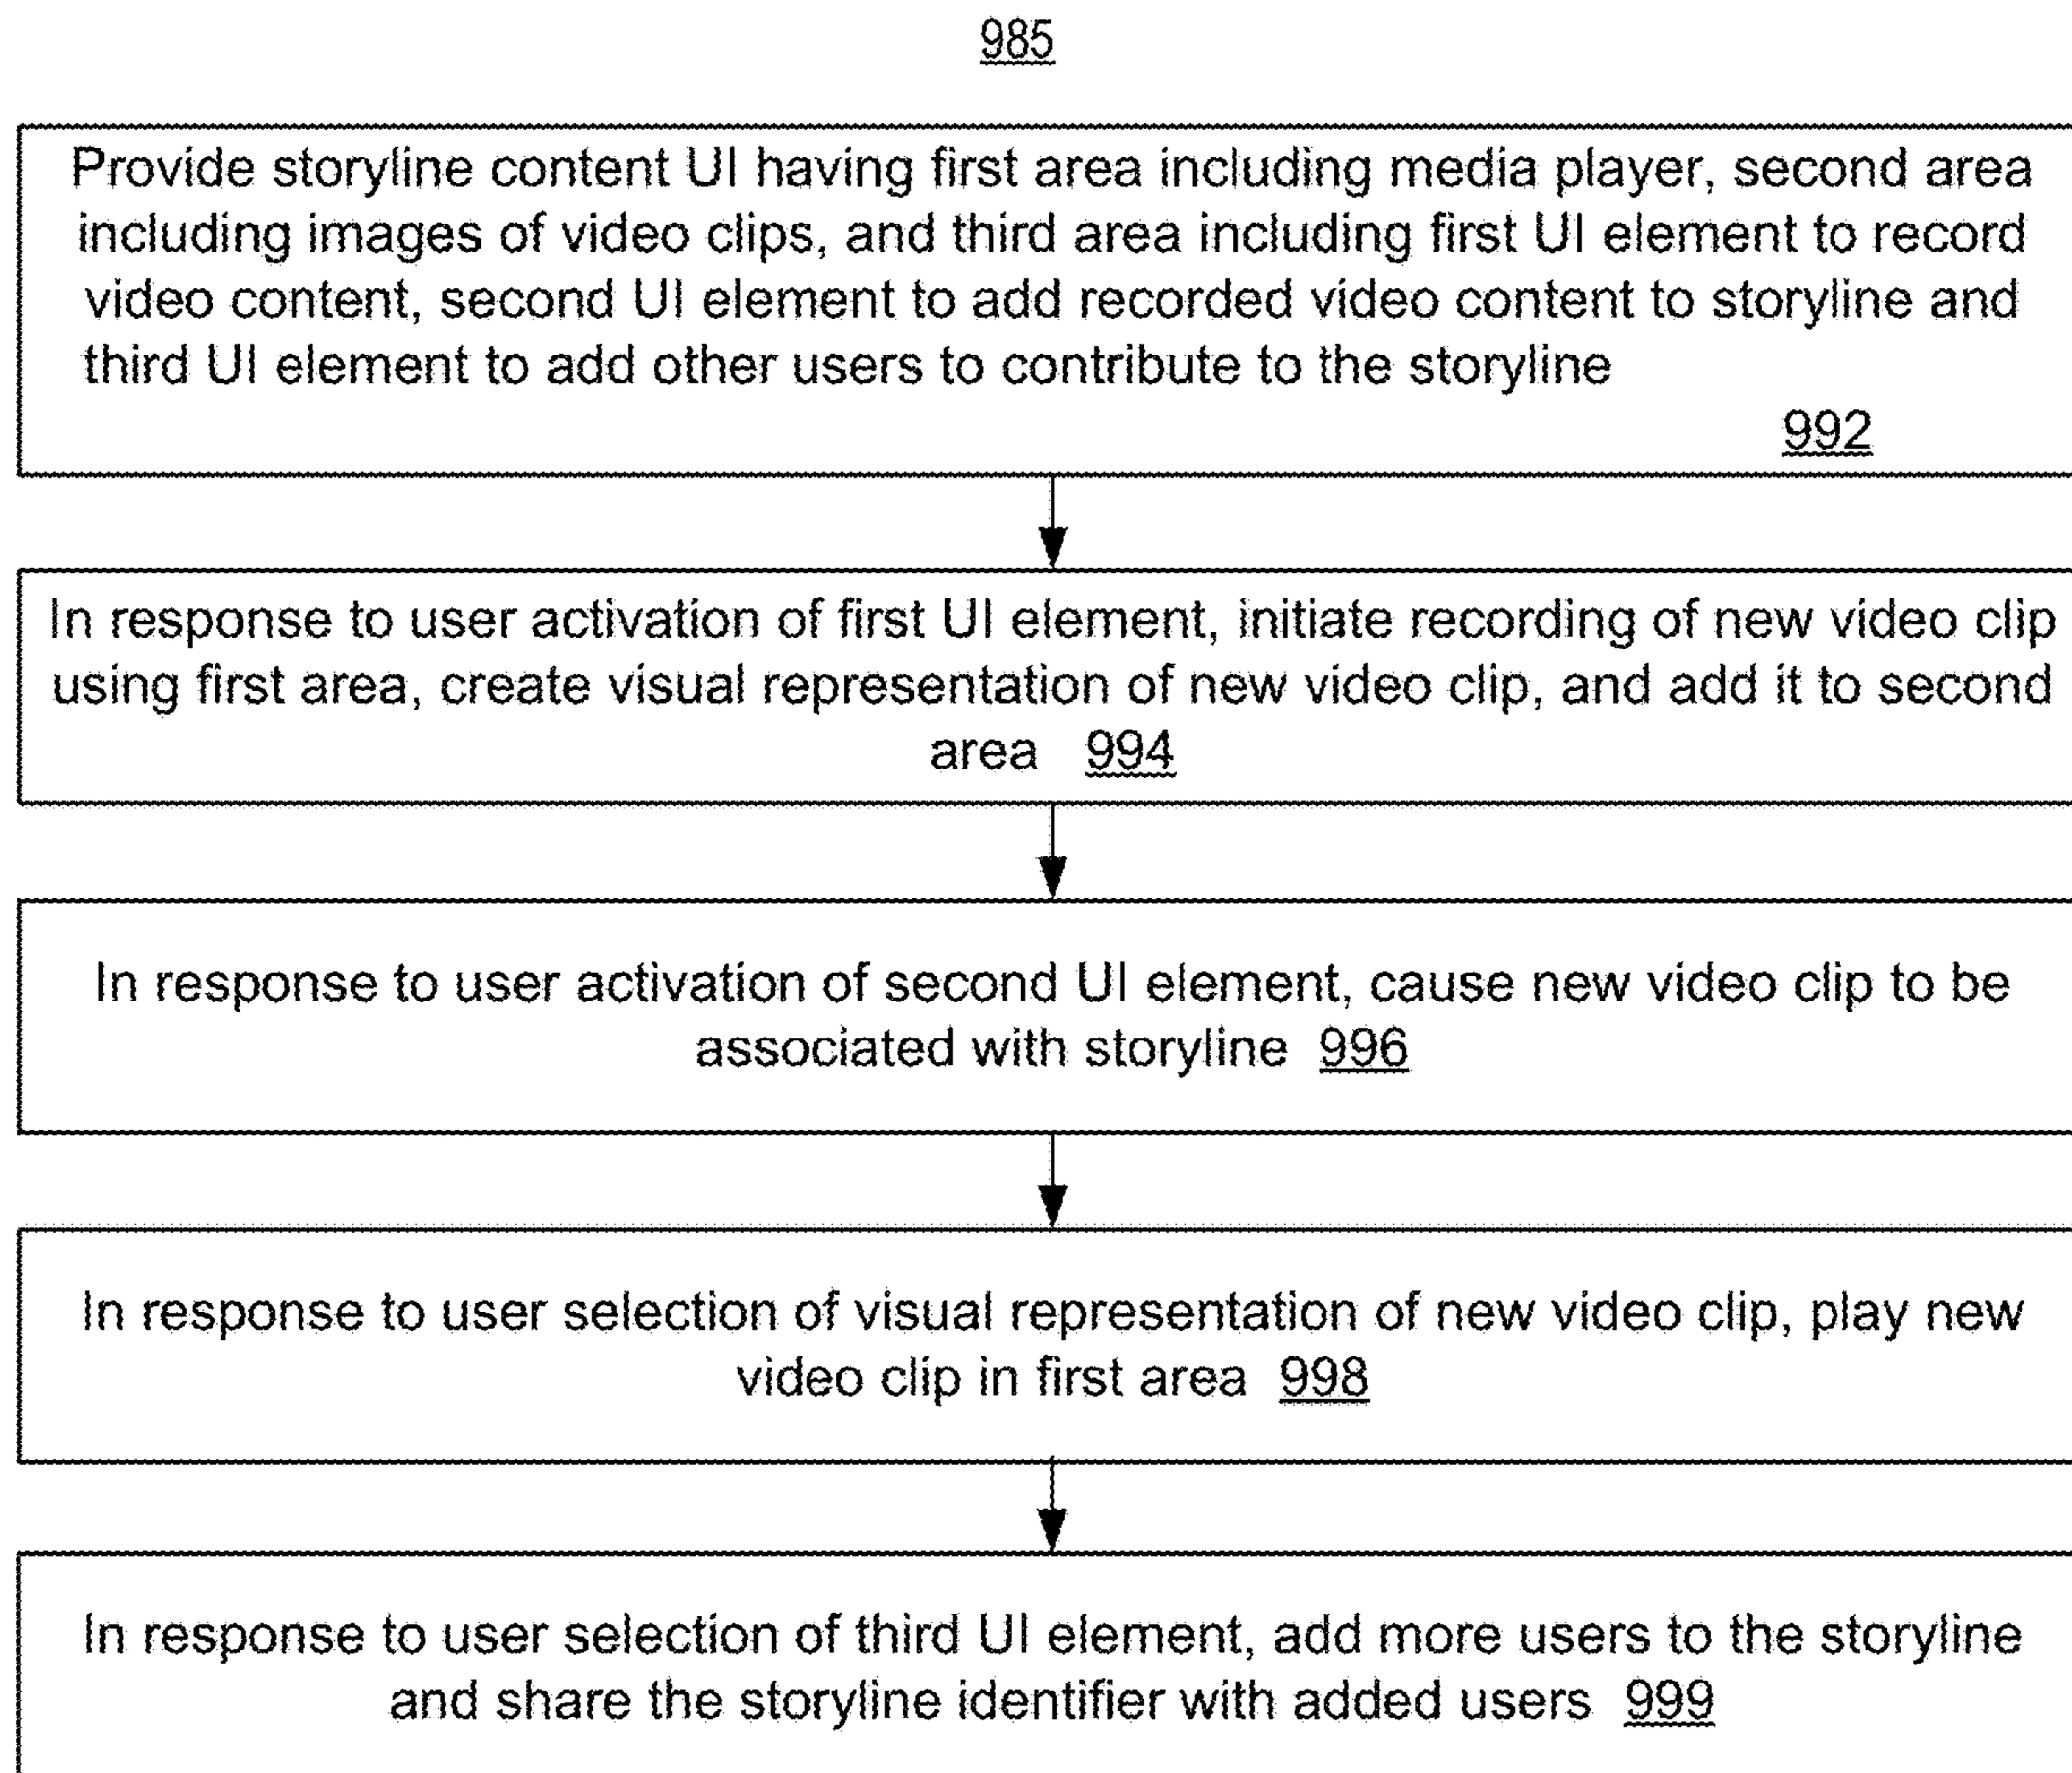 985
Provide storyline content UI having first area including media player, second area
including images of video clips, and third area including first UI element to record
video content, second UI element to add recorded video content to storyline and
third UI element to add other users to contribute to the storyline
992
In response to user activation of first UI element, initiate recording of new video clip
using first area, create visual representation of new video clip, and add it to second
area 994
In response to user activation of second UI element, cause new video clip to be
associated with storyline 996
In response to user selection of visual representation of new video clip, play new
video clip in first area 998
In response to user selection of third UI element, add more users to the storyline
and share the storyline identifier with added users 999